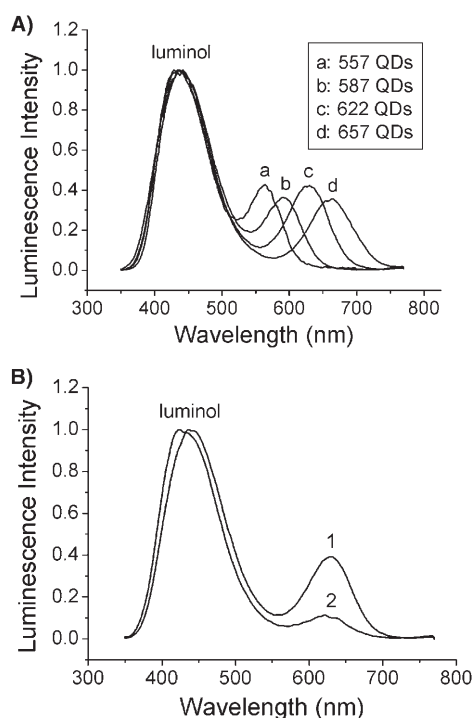 A)
luminol
a: 557 QDs
b: 587 QDs
c: 622 QDs
d: 657 QDs
a
b
c
d
Luminescence Intensity
1.2
1.0
0.8
0.6
0.4
0.2
0.0
300 400 500 600 700 800
Wavelength (nm)
B)
luminol
1
2
Luminescence Intensity
1.2
1.0
0.8
0.6
0.4
0.2
0.0
300 400 500 600 700 800
Wavelength (nm)